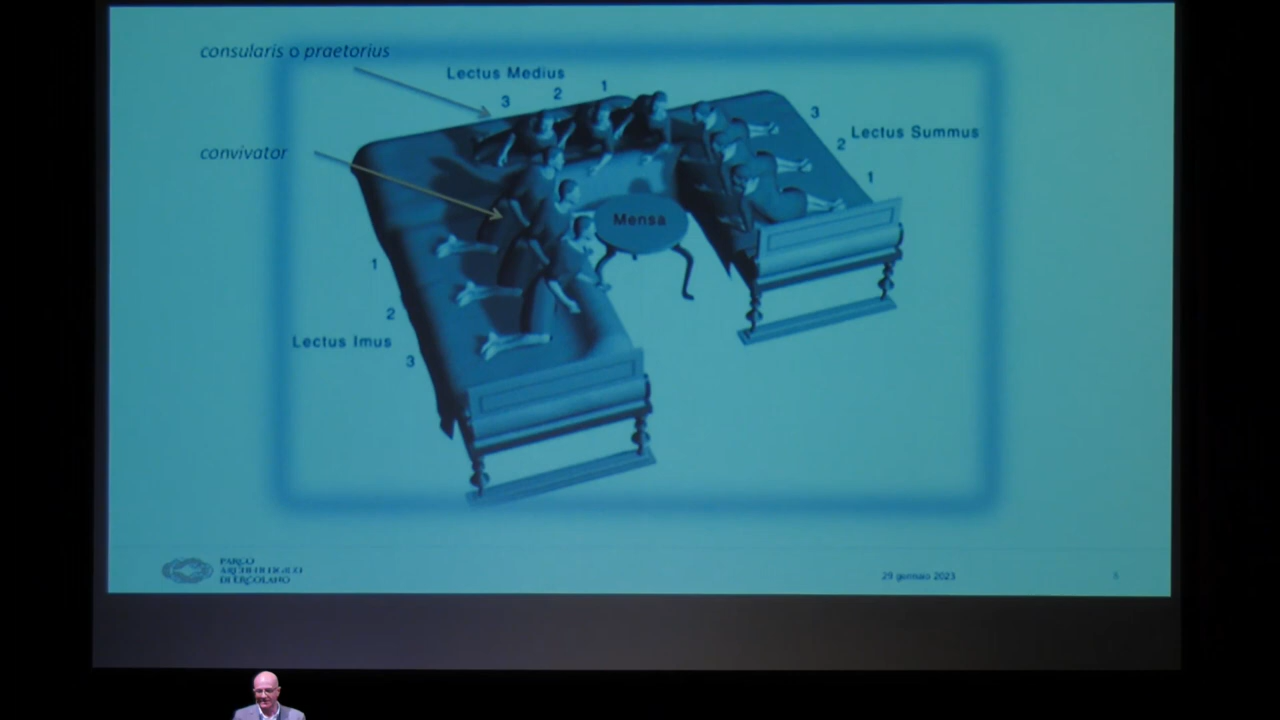 consularis o praetorius
Lectus Medius
3 2 1
convivator
3
2
Lectus Summus
1
Mensa
1
2
Lectus Imus
3
PARCO
ARCHEOLOGICO
DI ERCOLANO
29 gennaio 2023
5